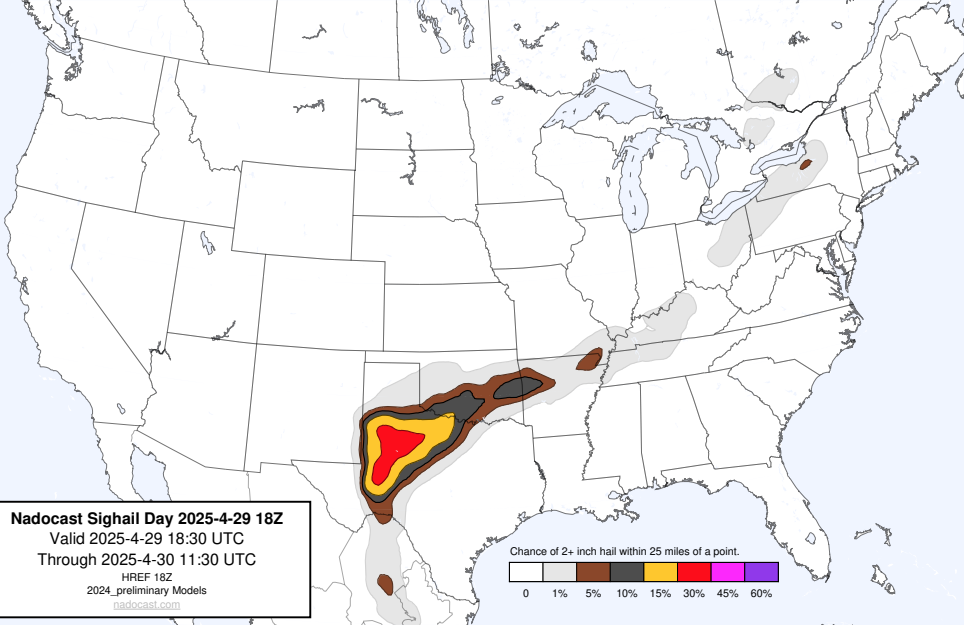 Nadocast Sighail Day 2025-4-29 18Z
Valid 2025-4-29 18:30 UTC
Through 2025-4-30 11:30 UTC
HREF 18Z
2024_preliminary Models
nadocast.com
Chance of 2+ inch hail within 25 miles of a point.
0 1% 5% 10% 15% 30% 45% 60%